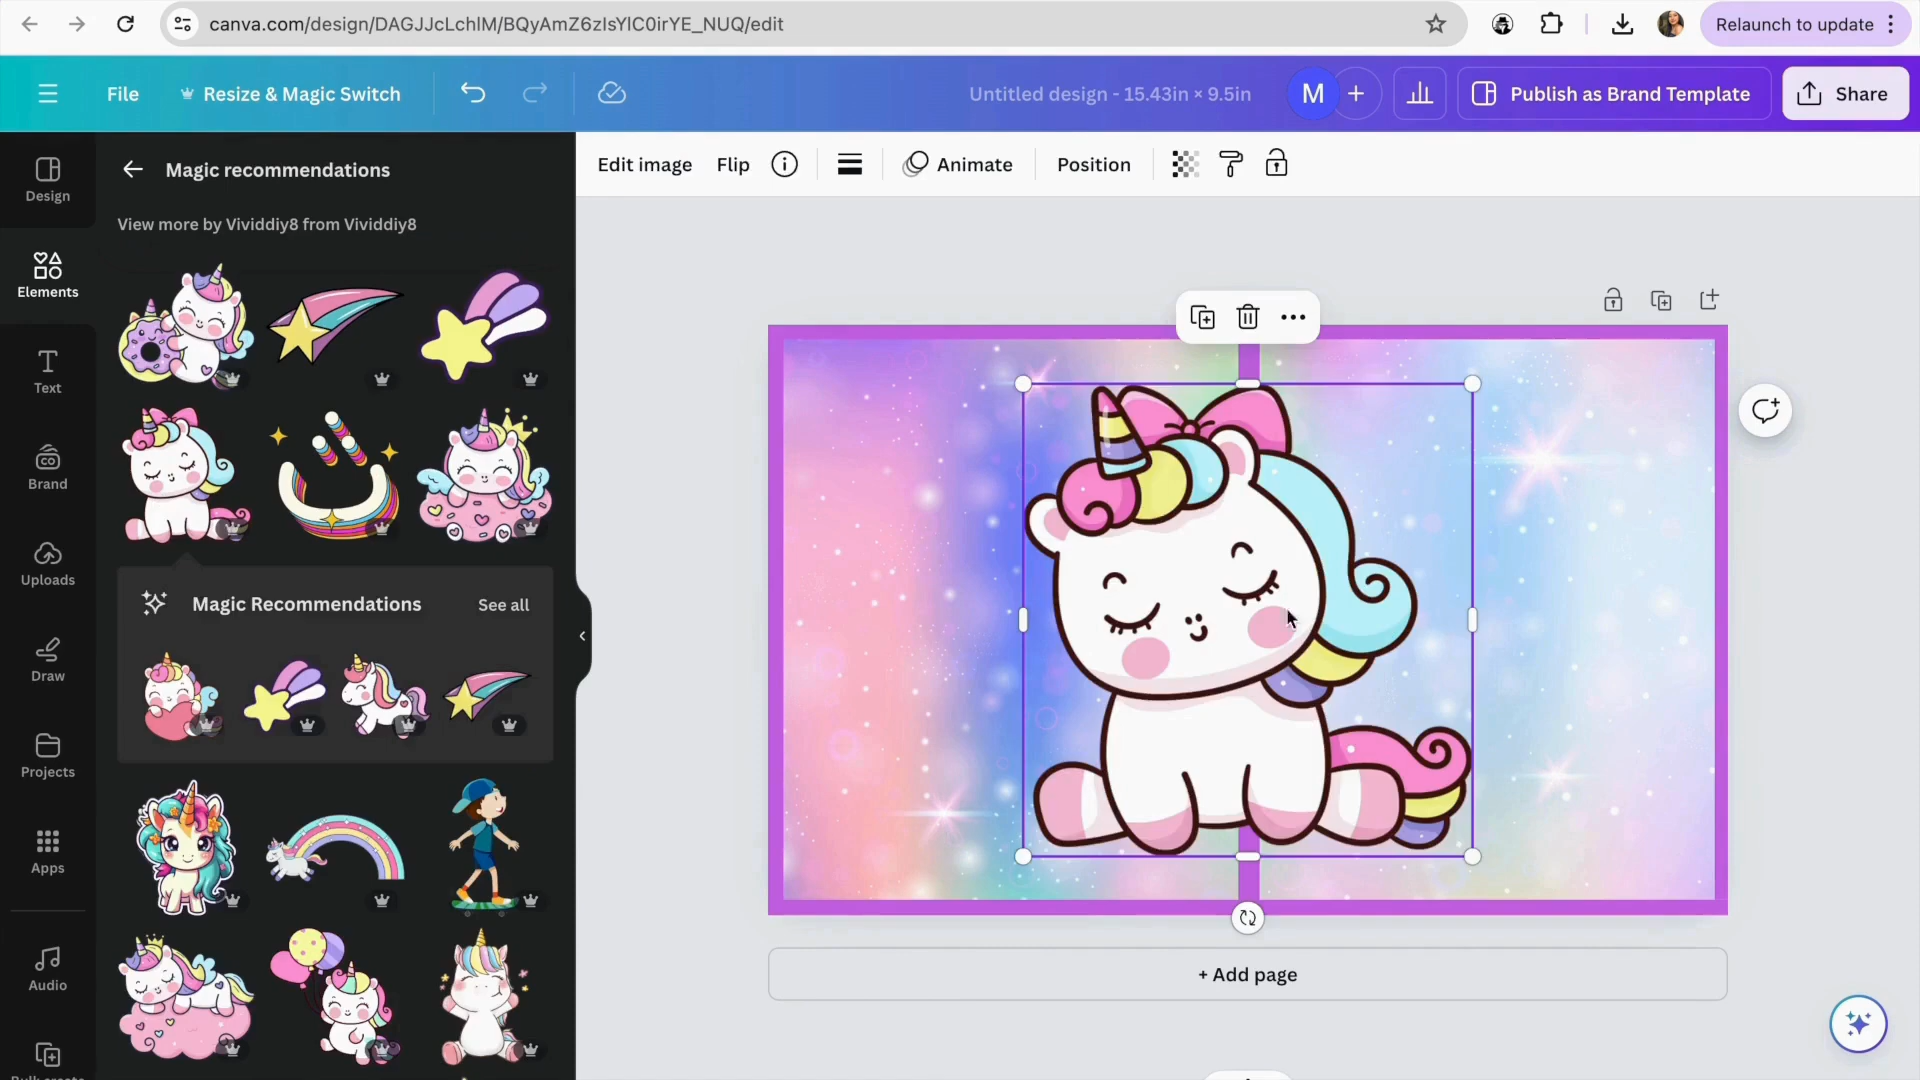 canva.com/design/DAGJJcLchlM/BQyAmZ6zIsYlC0irYE_NUQ/edit
Relaunch to update
File
Resize & Magic Switch
Untitled design - 15.43in × 9.5in
M
Publish as Brand Template
Share
Design
Elements
Text
Brand
Uploads
Draw
Projects
Apps
Audio
Magic recommendations
View more by Vividdiy8 from Vividdiy8
Magic Recommendations
See all
Edit image
Flip
Animate
Position
+ Add page